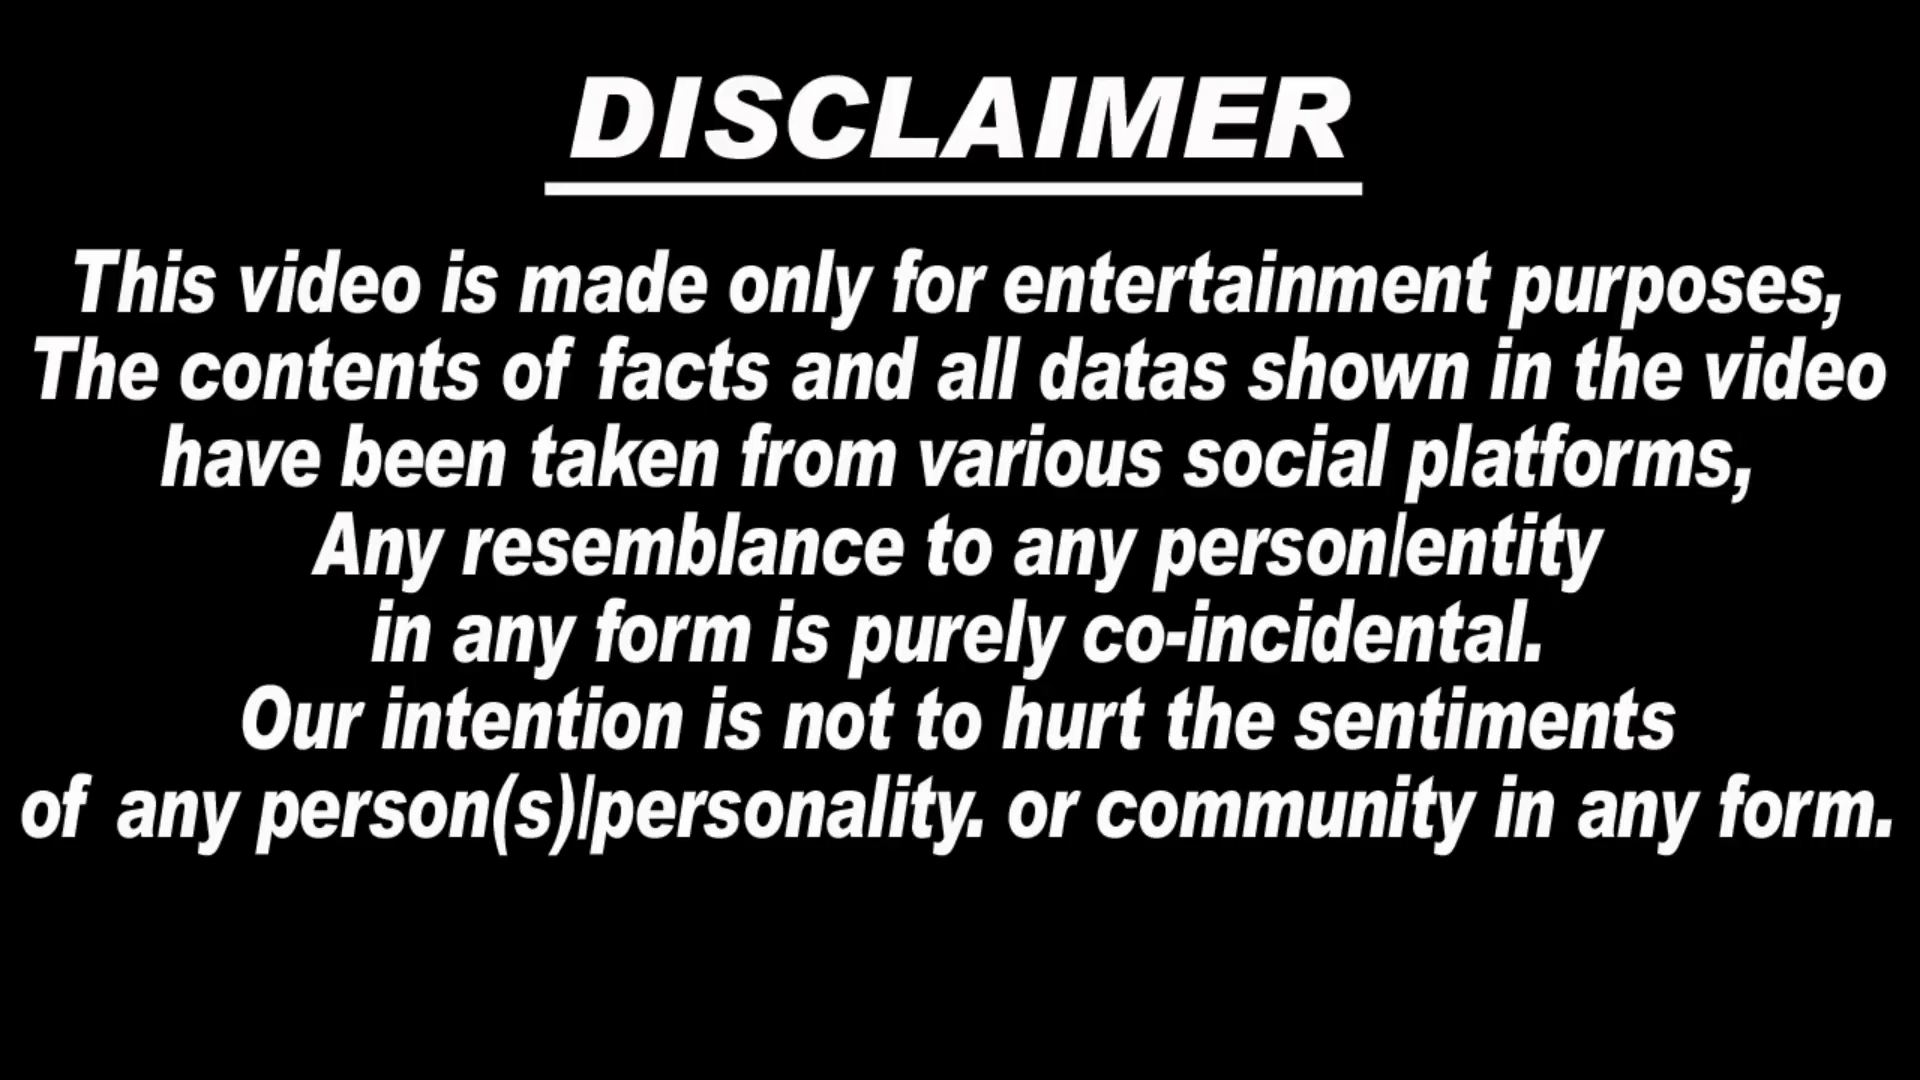 DISCLAIMER
This video is made only for entertainment purposes,
The contents of facts and all datas shown in the video
have been taken from various social platforms,
Any resemblance to any person/entity
in any form is purely co-incidental.
Our intention is not to hurt the sentiments
of any person(s)/personality. or community in any form.